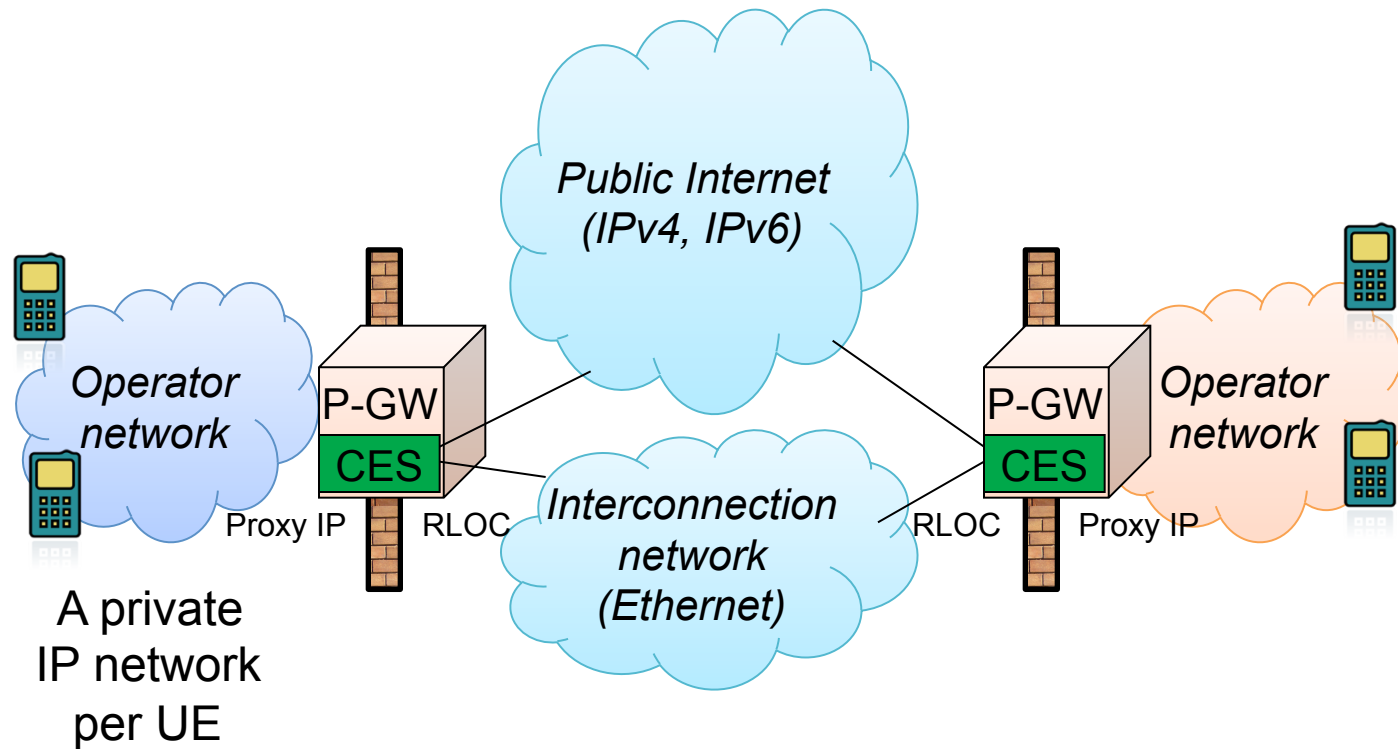 Public Internet
(IPv4, IPv6)
Operator
network
P-GW
CES
Proxy IP
RLOC
Interconnection
network
(Ethernet)
P-GW
CES
RLOC
Proxy IP
Operator
network
A private
IP network
per UE